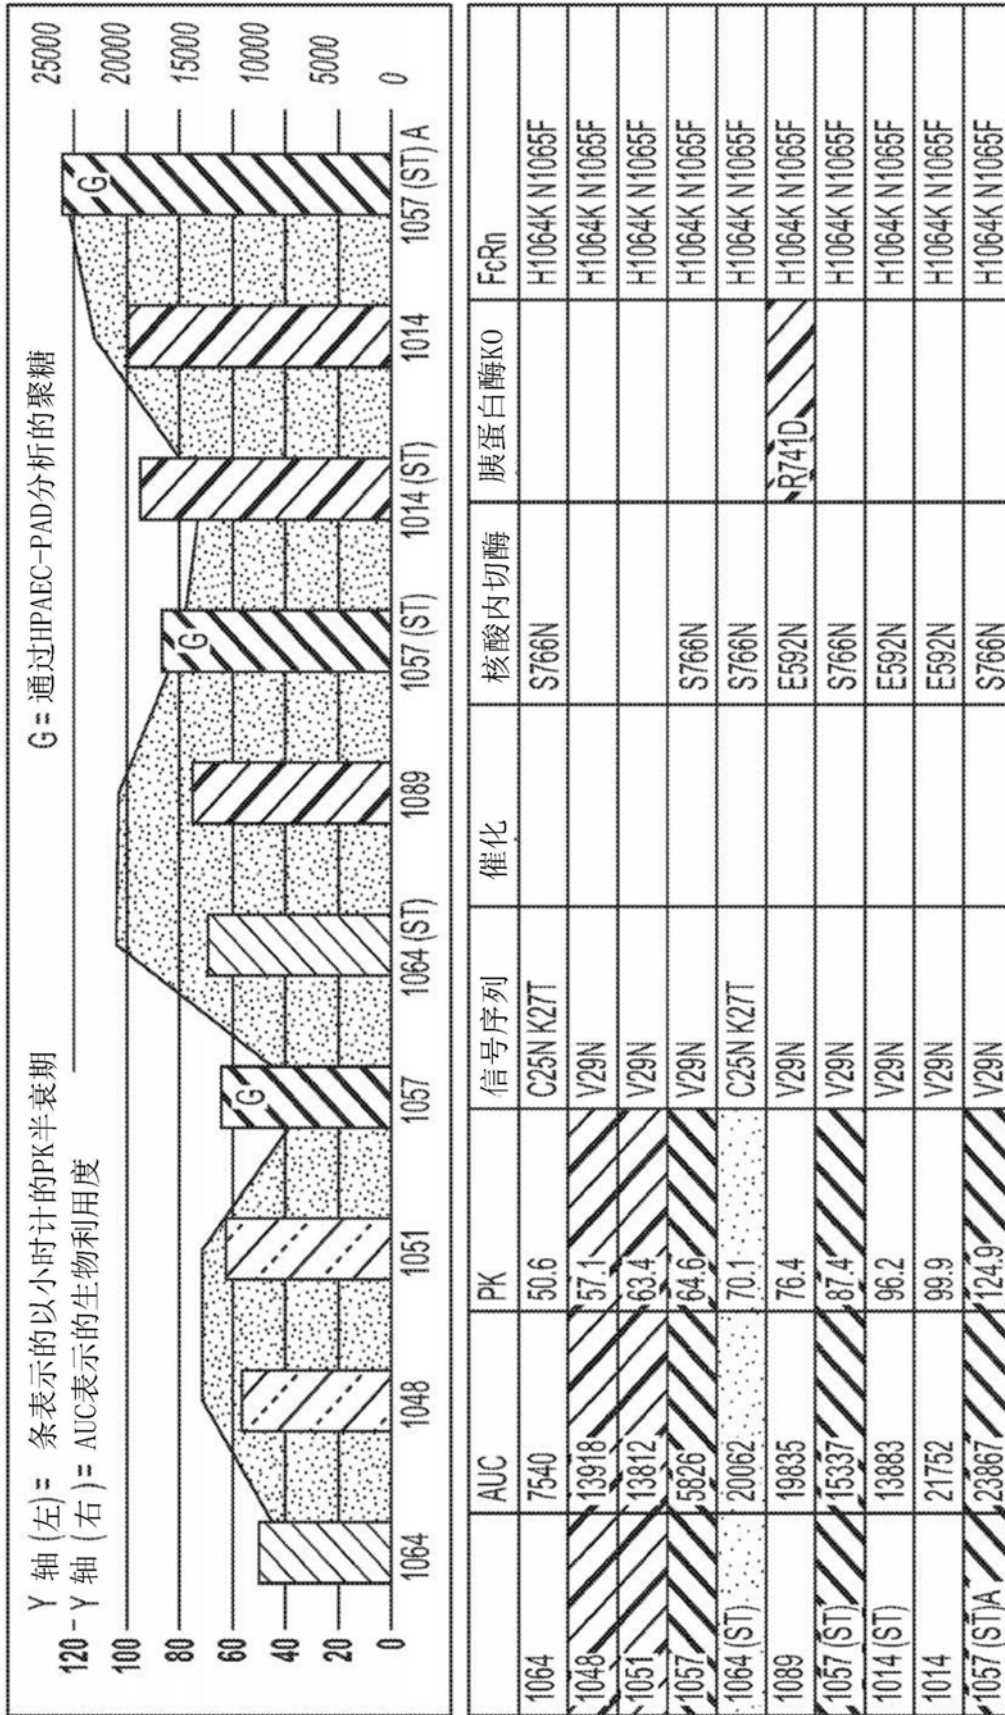 Y 轴 (左)= 条表示的以小时计的PK半衰期
Y 轴 (右)= AUC表示的生物利用度
G= 通过HPAEC-PAD分析的聚糖
120
100
80
60
40
20
0
25000
20000
15000
10000
5000
0
G
G
G
1064 1048 1051 1057 1064 (ST) 1089 1057 (ST) 1014 (ST) 1014 1057 (ST) A
AUC PK 信号序列 催化 核酸内切酶 胰蛋白酶KO FcRn
1064 7540 50.6 C25N K27T S766N H1064K N1065F
1048 13918 57.1 V29N H1064K N1065F
1051 13812 63.4 V29N H1064K N1065F
1057 5826 64.6 V29N S766N H1064K N1065F
1064 (ST) 20062 70.1 C25N K27T S766N H1064K N1065F
1089 19835 76.4 V29N E592N R741D H1064K N1065F
1057 (ST) 15337 87.4 V29N S766N H1064K N1065F
1014 (ST) 13883 96.2 V29N E592N H1064K N1065F
1014 21752 99.9 V29N E592N H1064K N1065F
1057 (ST)A 23867 124.9 V29N S766N H1064K N1065F